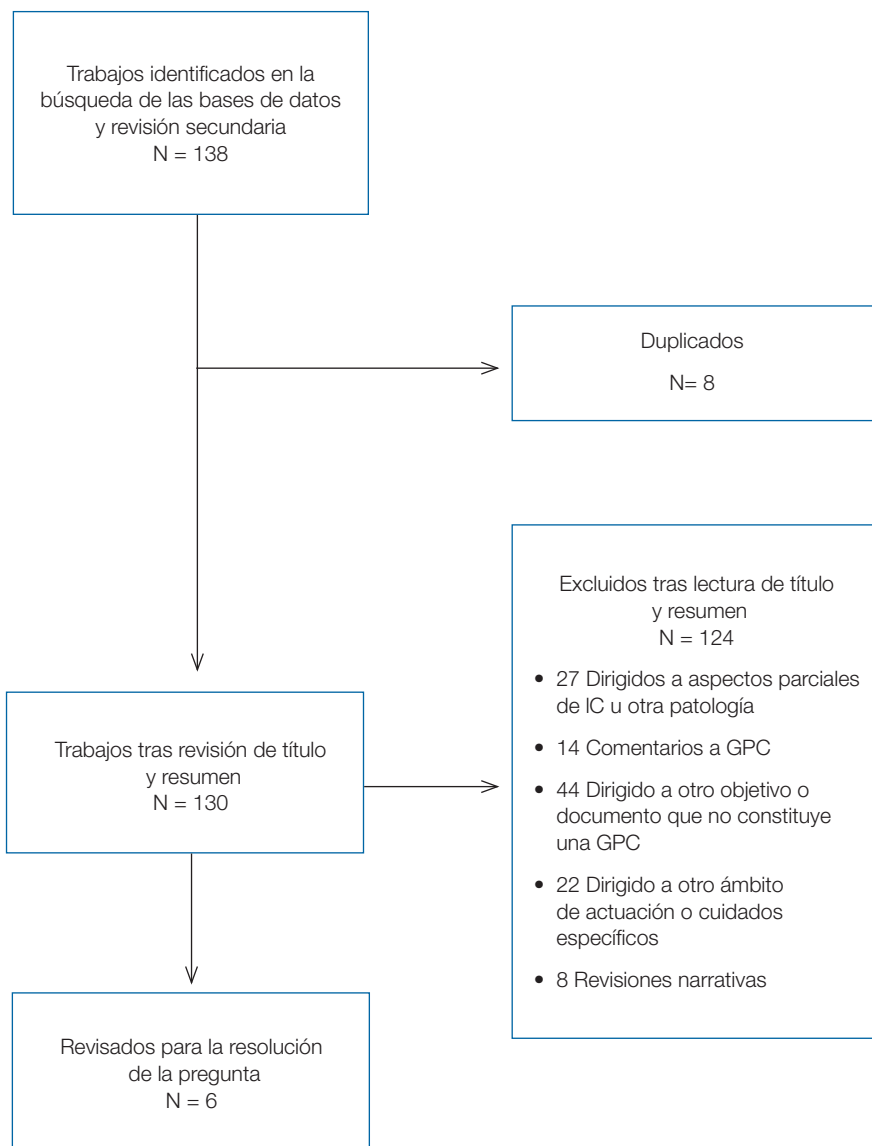 Trabajos identificados en la
búsqueda de las bases de datos
y revisión secundaria
N = 138
Duplicados
N= 8
Excluidos tras lectura de título
y resumen
N = 124
• 27 Dirigidos a aspectos parciales
de IC u otra patología
• 14 Comentarios a GPC
• 44 Dirigido a otro objetivo o
documento que no constituye
una GPC
• 22 Dirigido a otro ámbito
de actuación o cuidados
específicos
• 8 Revisiones narrativas
Trabajos tras revisión de título
y resumen
N = 130
Revisados para la resolución
de la pregunta
N = 6